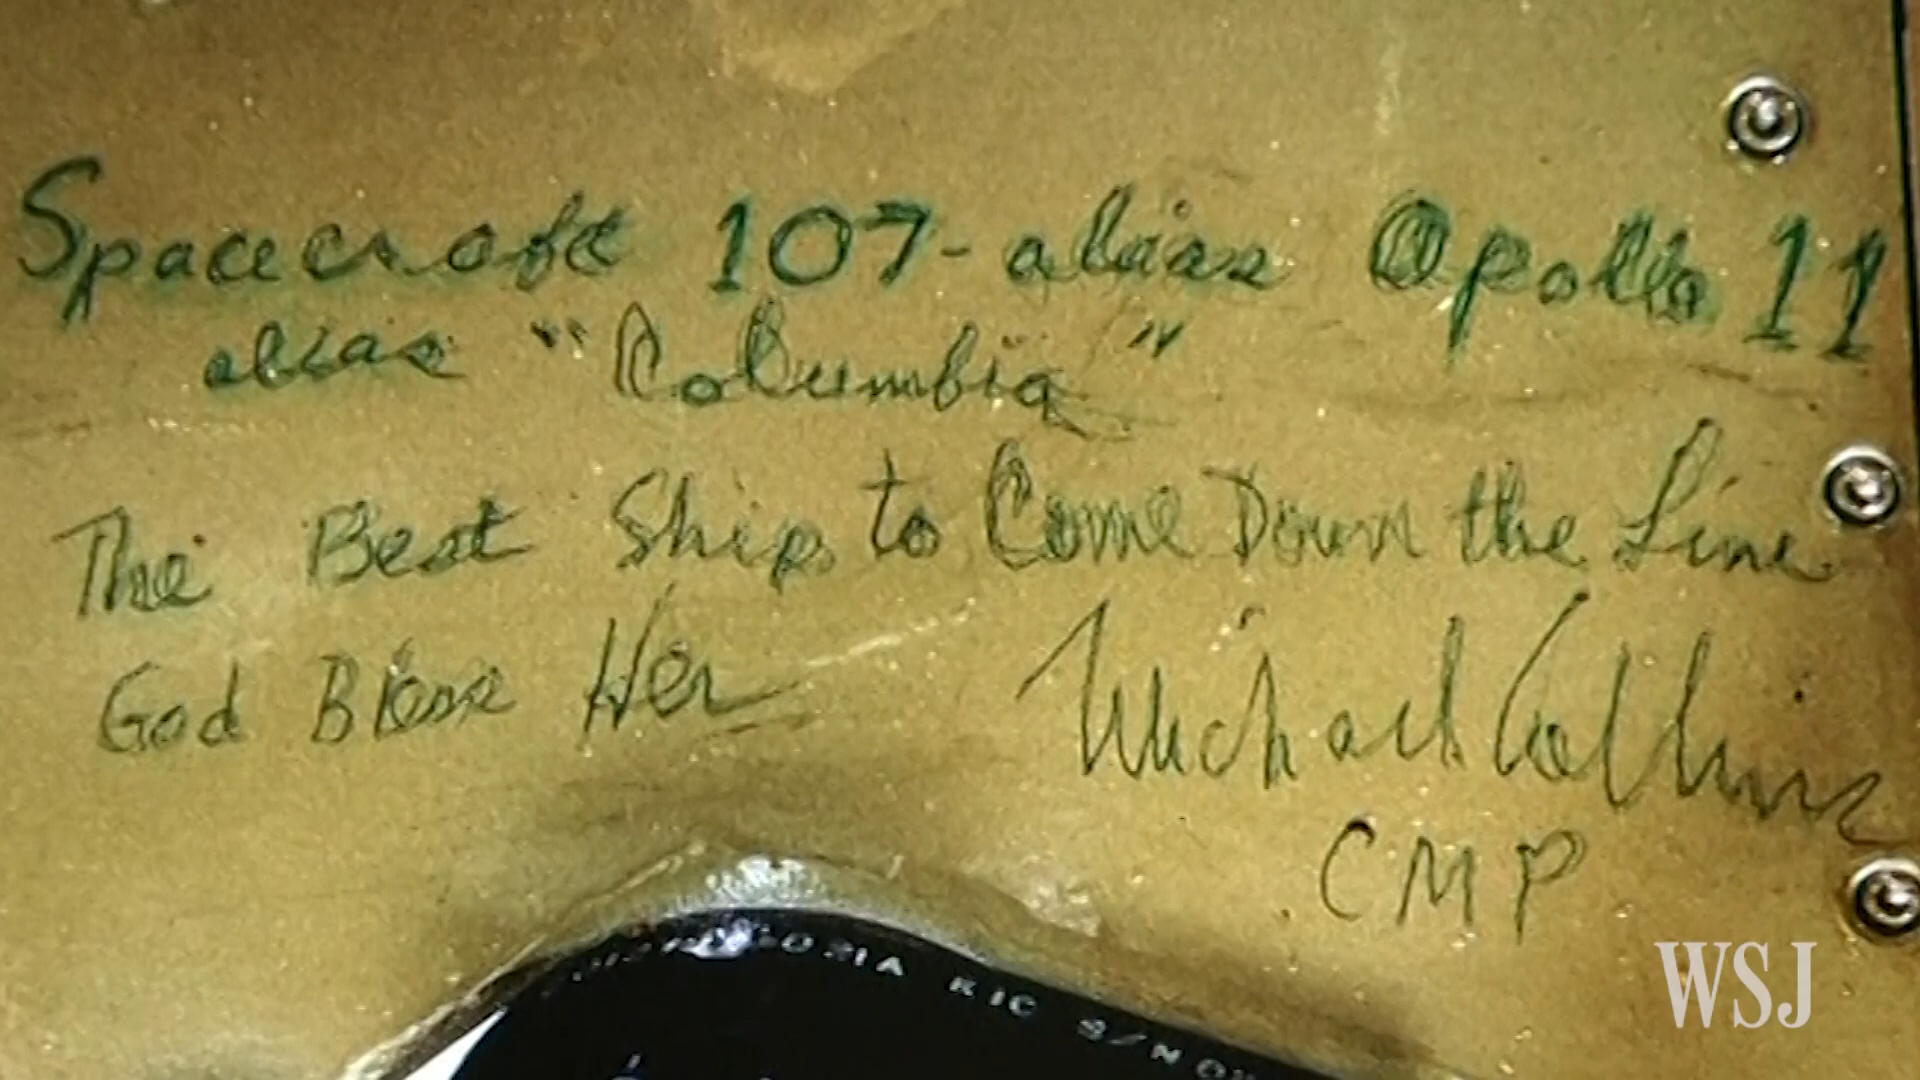 Spacecraft 107 - alias Apollo 11
alias "Columbia"
The Best Ship to Come Down the Line
God Bless Her
Michael Collins
CMP
KIC S/N
WSJ